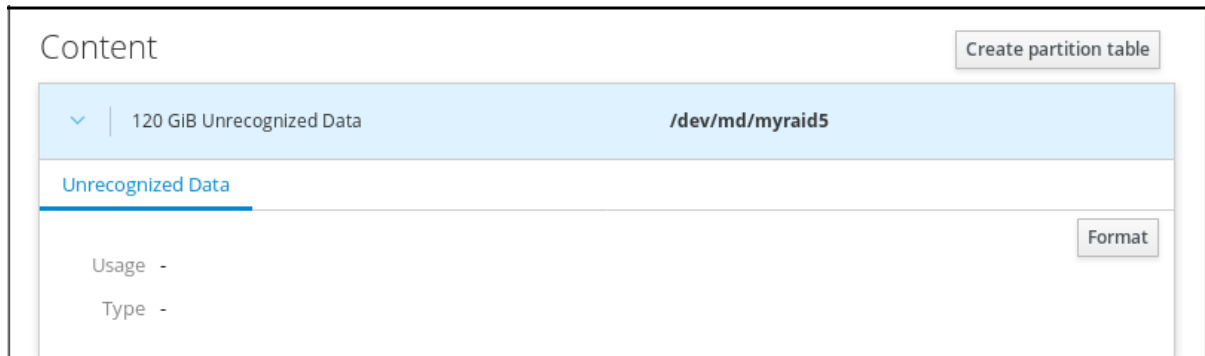 Content
Create partition table
120 GiB Unrecognized Data /dev/md/myraid5
Unrecognized Data
Format
Usage -
Type -